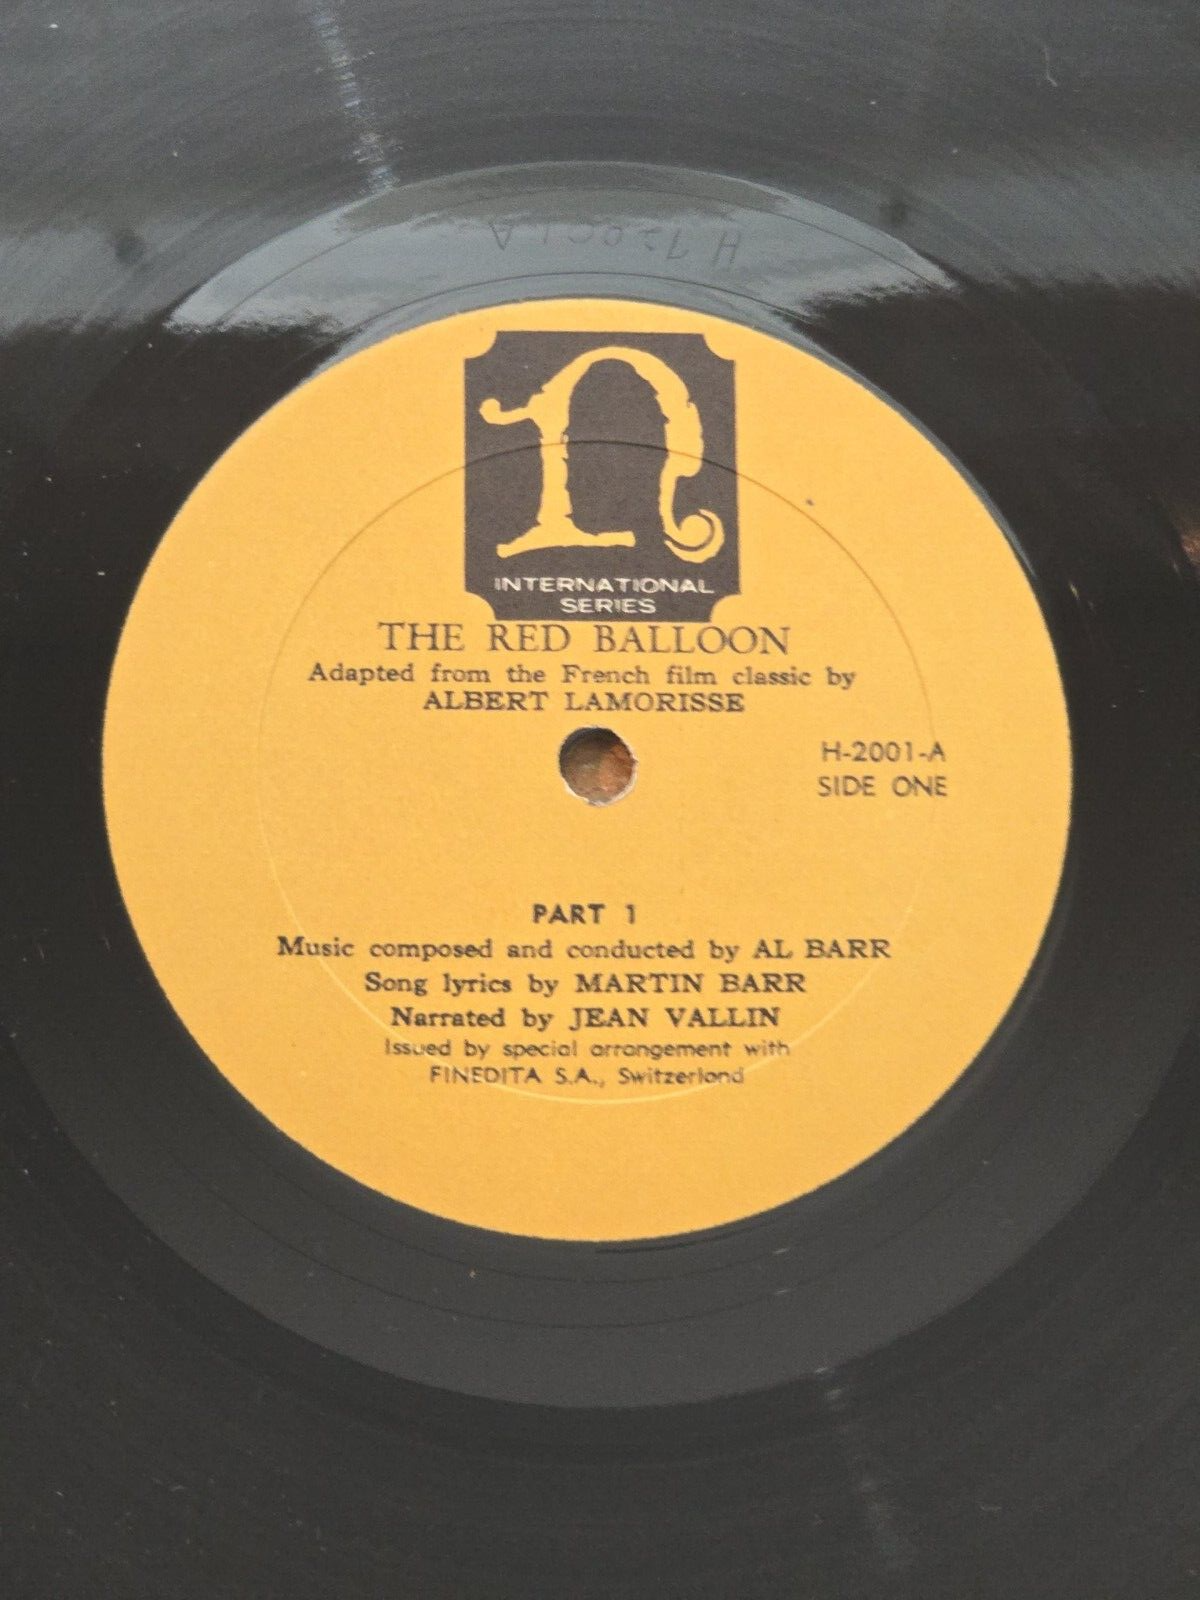 n
INTERNATIONAL
SERIES
THE RED BALLOON
Adapted from the French film classic by
ALBERT LAMORISSE
H-2001-A
SIDE ONE
PART 1
Music composed and conducted by AL BARR
Song lyrics by MARTIN BARR
Narrated by JEAN VALLIN
Issued by special arrangement with
FINEDITA S.A., Switzerland